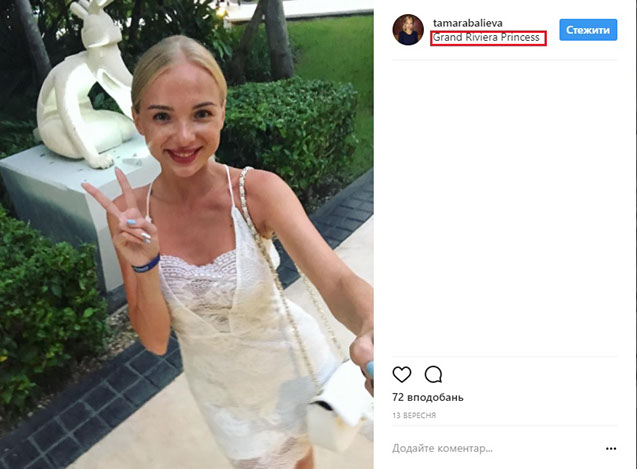 tamarabalieva
Grand Riviera Princess
Стежити
72 вподобань
13 ВЕРЕСНЯ
Додайте коментар...